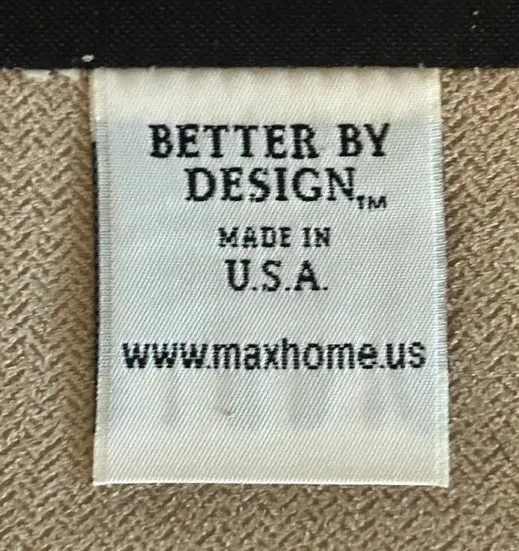 BETTER BY
DESIGN™
MADE IN
U.S.A.
www.maxhome.us